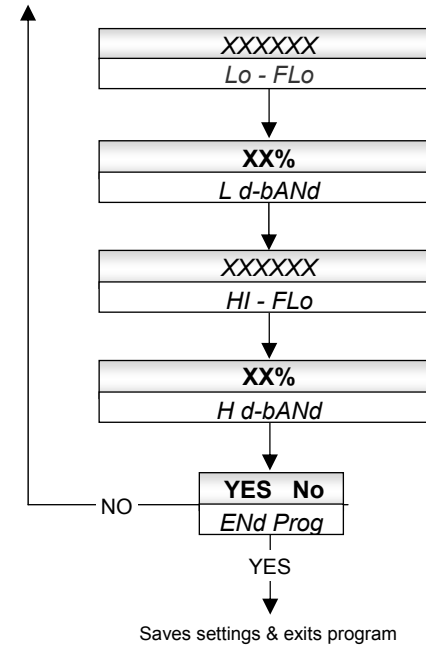 XXXXXX
Lo - FLo
XX%
L d-bANd
XXXXXX
HI - FLo
XX%
H d-bANd
YES No
NO
ENd Prog
YES
Saves settings & exits program